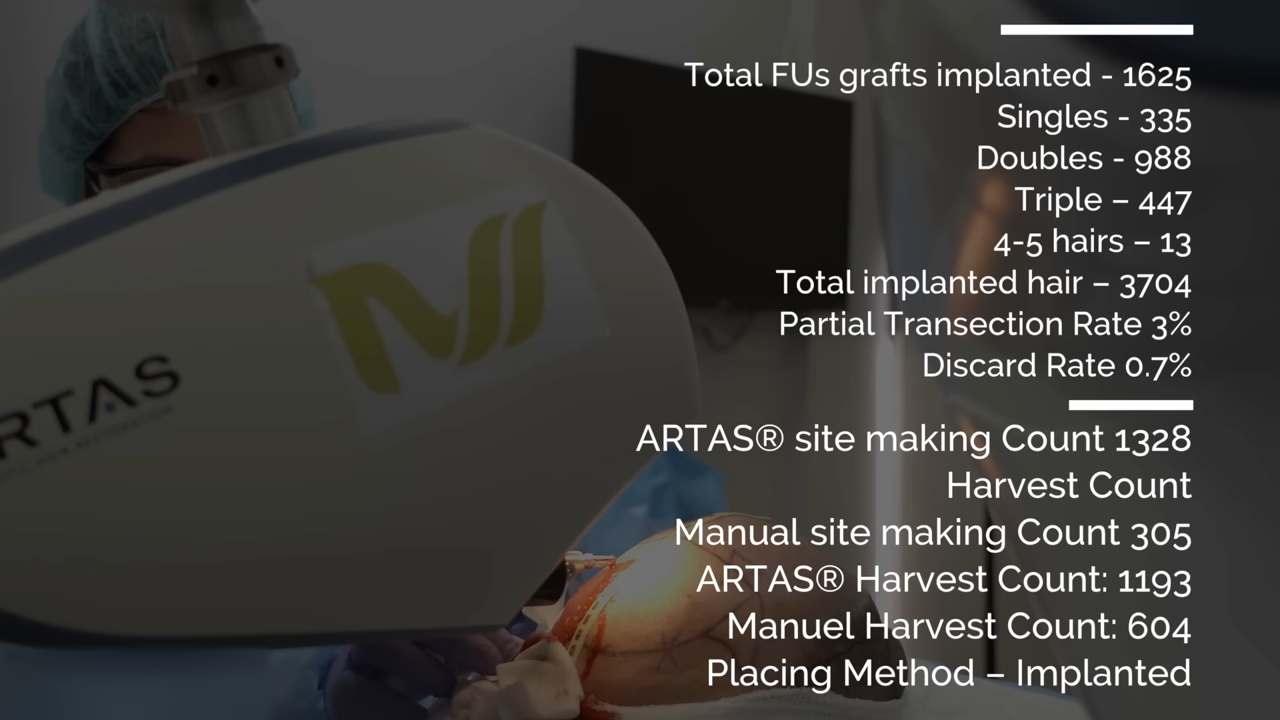 Total FUs grafts implanted - 1625
Singles - 335
Doubles - 988
Triple – 447
4-5 hairs – 13
Total implanted hair – 3704
Partial Transection Rate 3%
Discard Rate 0.7%
ARTAS® site making Count 1328
Harvest Count
Manual site making Count 305
ARTAS® Harvest Count: 1193
Manuel Harvest Count: 604
Placing Method – Implanted
RTAS